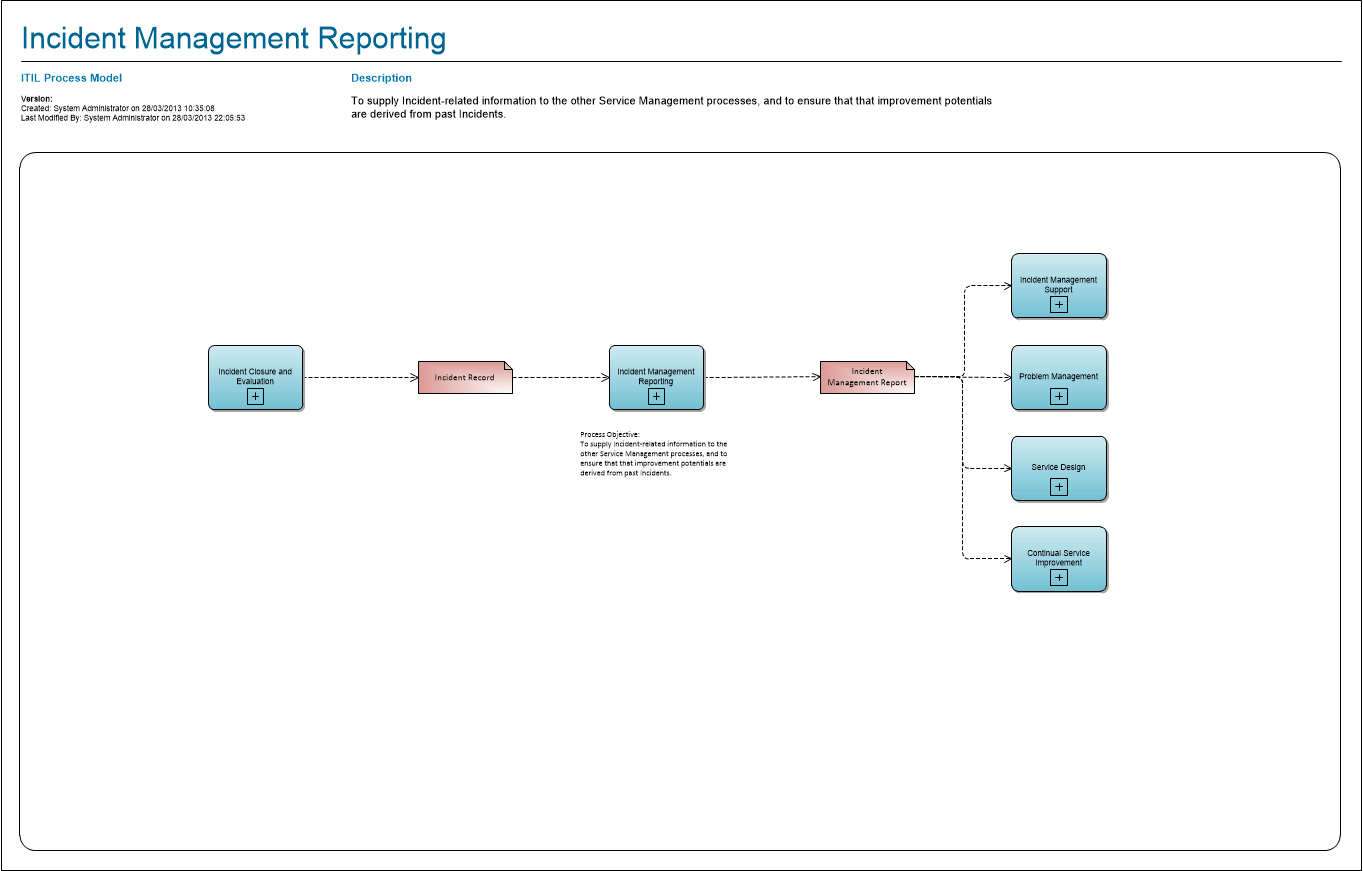 Incident Management Reporting
ITIL Process Model
Description
Version:
Created: System Administrator on 28/03/2013 10:35:08
Last Modified By: System Administrator on 28/03/2013 22:05:53
To supply Incident-related information to the other Service Management processes, and to ensure that that improvement potentials
are derived from past Incidents.
Incident Management
Support
Incident Closure and
Evaluation
Incident Record
Incident Management
Reporting
Incident
Management Report
Problem Management
Process Objective:
To supply Incident-related information to the
other Service Management processes, and to
ensure that that improvement potentials are
derived from past Incidents.
Service Design
Continual Service
Improvement